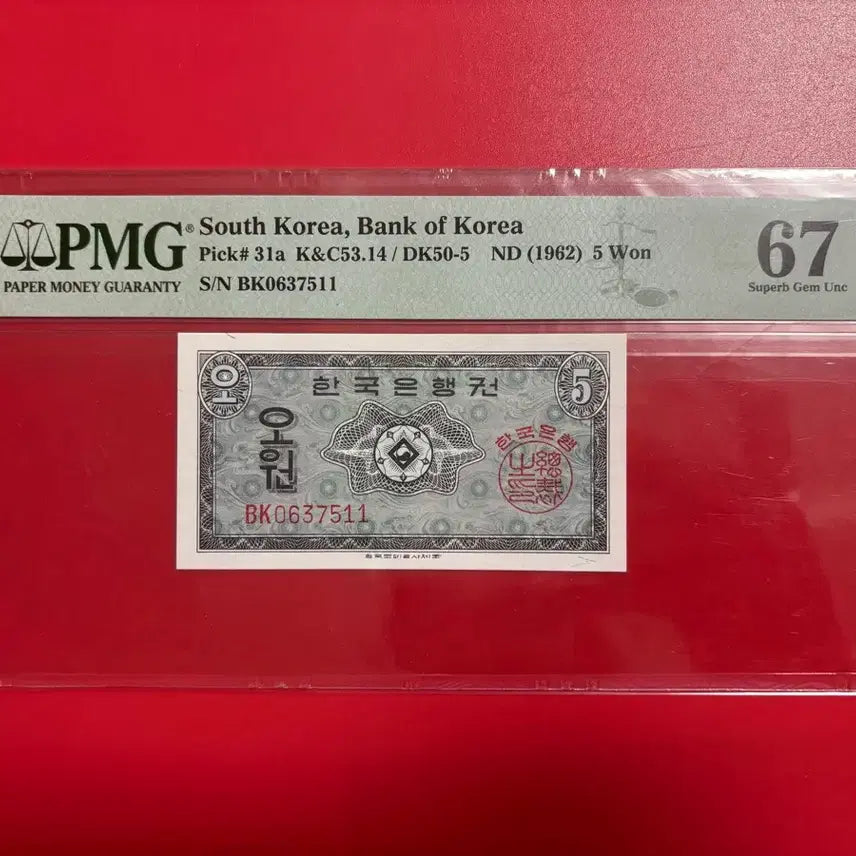 PMG®
PAPER MONEY GUARANTY
South Korea, Bank of Korea
Pick# 31a K&C53.14 / DK50-5 ND (1962) 5 Won
S/N BK0637511
67
Superb Gem Unc
오
한국은행권
5
오원
한국은행
BK0637511